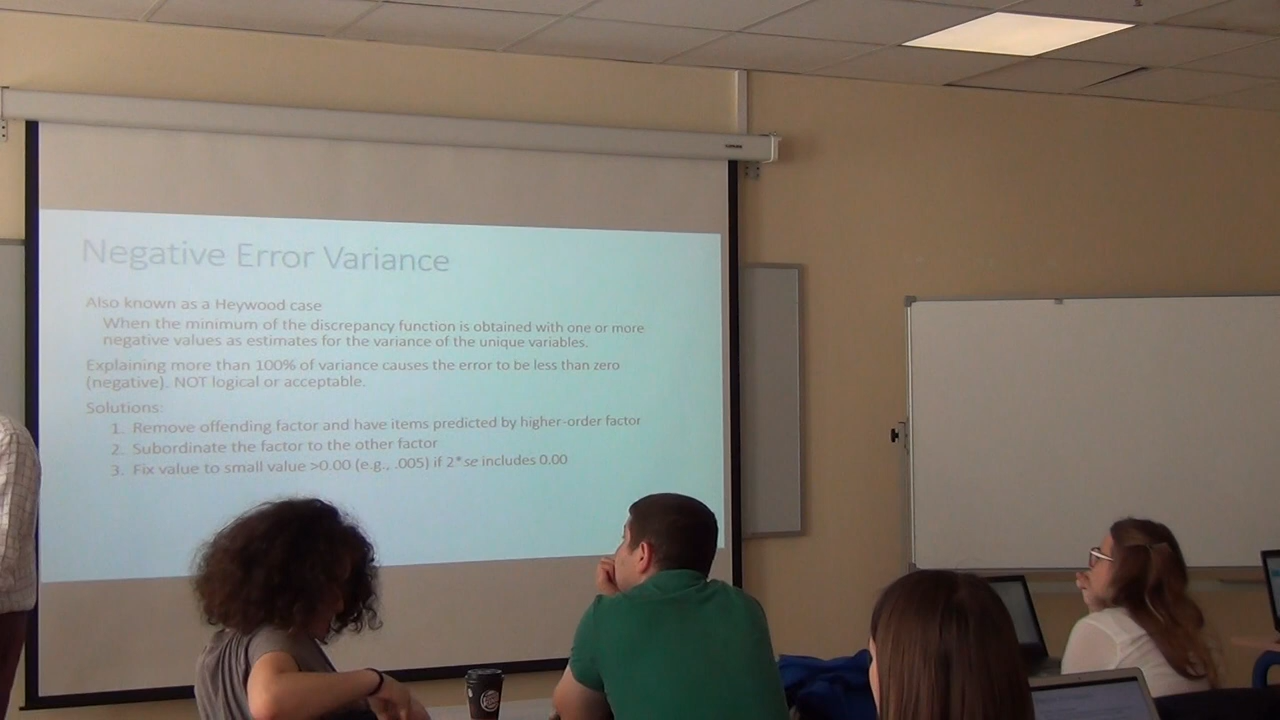 Negative Error Variance
Also known as a Heywood case
When the minimum of the discrepancy function is obtained with one or more
negative values as estimates for the variance of the unique variables.
Explaining more than 100% of variance causes the error to be less than zero
(negative). NOT logical or acceptable.
Solutions:
1. Remove offending factor and have items predicted by higher-order factor
2. Subordinate the factor to the other factor
3. Fix value to small value >0.00 (e.g., .005) if 2*se includes 0.00